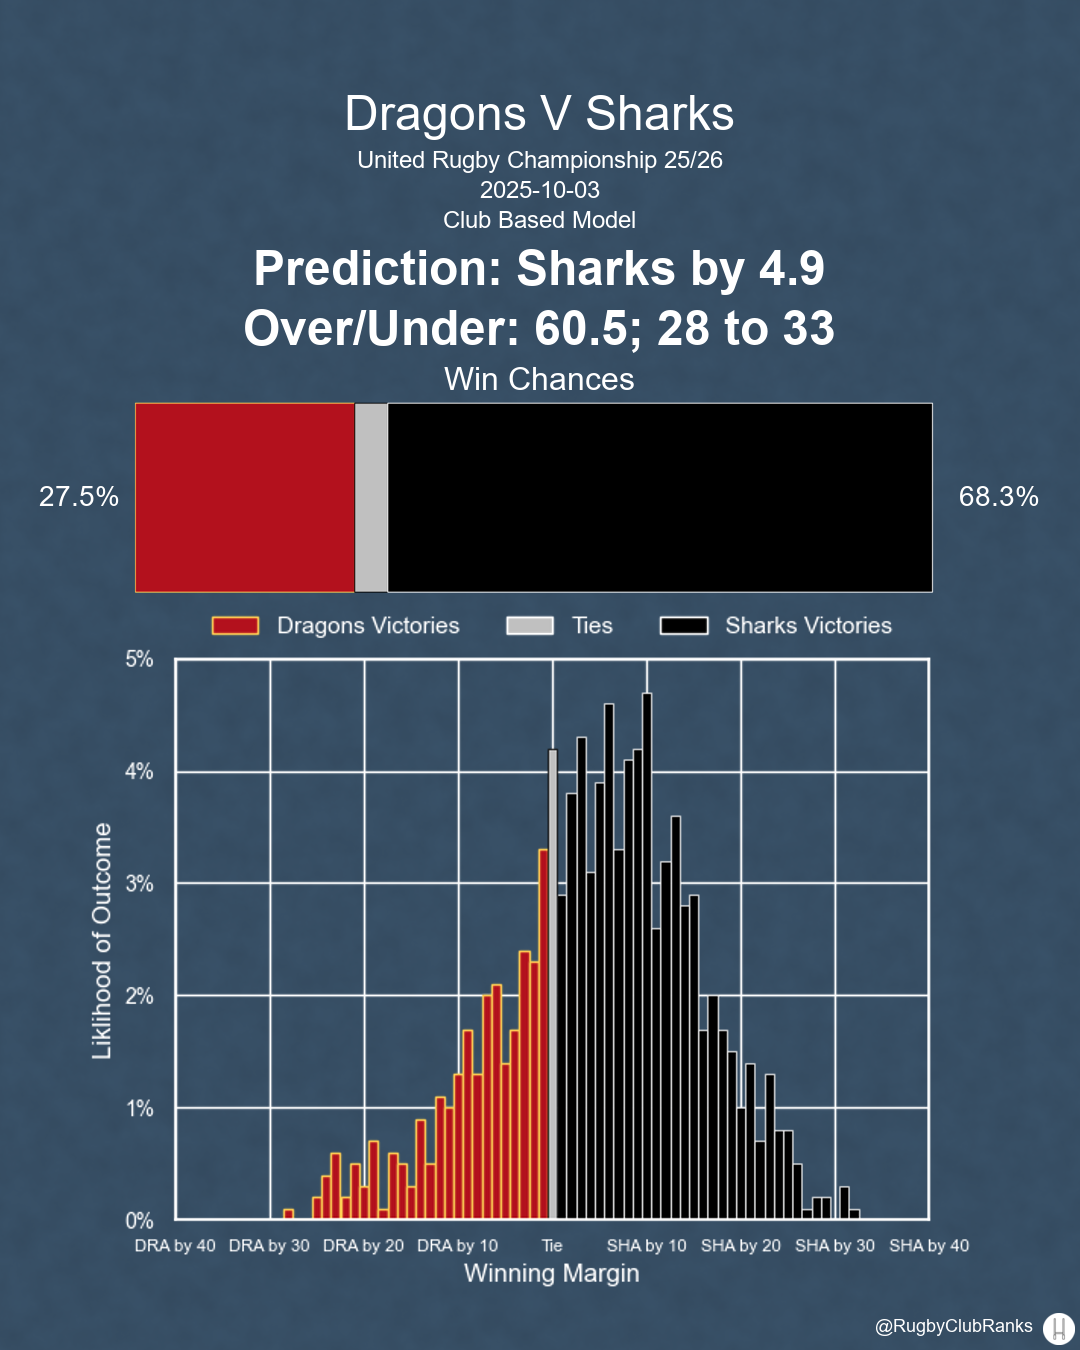 Dragons V Sharks
United Rugby Championship 25/26
2025-10-03
Club Based Model
Prediction: Sharks by 4.9
Over/Under: 60.5; 28 to 33
Win Chances
27.5%
68.3%
Dragons Victories
Ties
Sharks Victories
5%
4%
3%
2%
1%
0%
Liklihood of Outcome
DRA by 40
DRA by 30
DRA by 20
DRA by 10
Tie
SHA by 10
SHA by 20
SHA by 30
SHA by 40
Winning Margin
@RugbyClubRanks